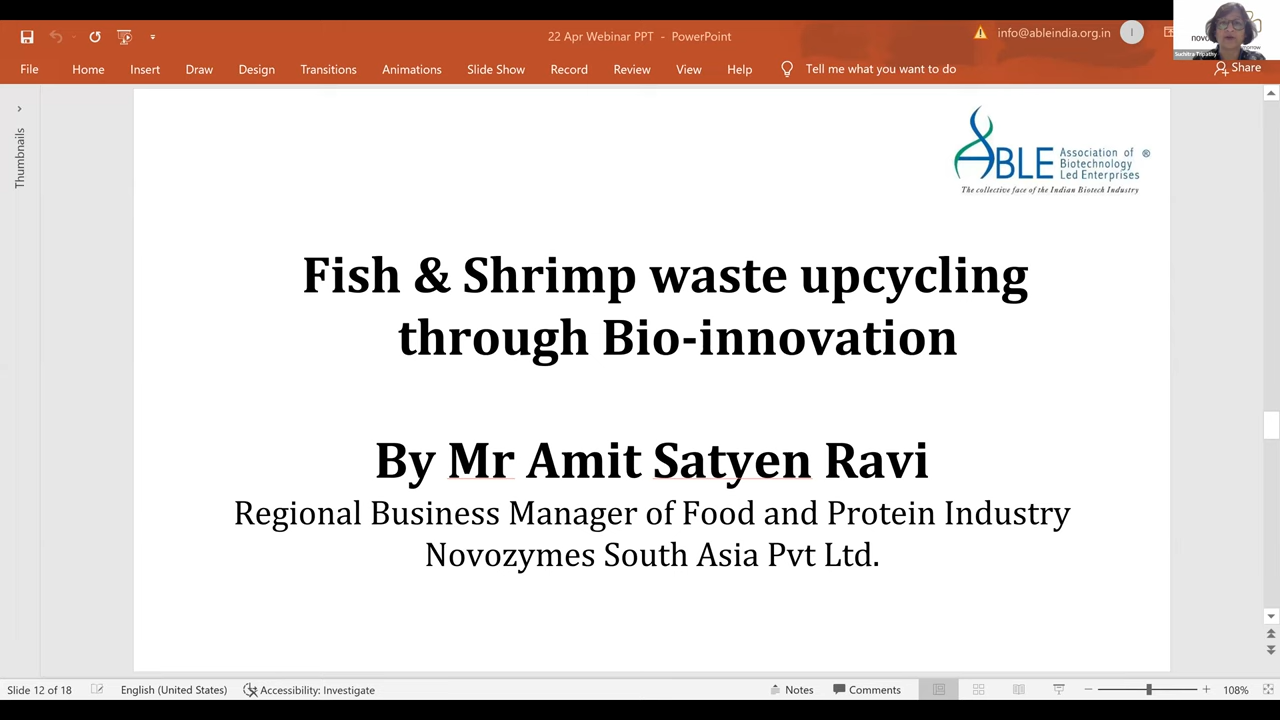 22 Apr Webinar PPT - PowerPoint
info@ableindia.org.in
I
Suchitra Tripathy
File Home Insert Draw Design Transitions Animations Slide Show Record Review View Help Tell me what you want to do Share
Thumbnails
ABLE Association of Biotechnology Led Enterprises ®
The collective face of the Indian Biotech Industry
Fish & Shrimp waste upcycling
through Bio-innovation
By Mr Amit Satyen Ravi
Regional Business Manager of Food and Protein Industry
Novozymes South Asia Pvt Ltd.
Slide 12 of 18 English (United States) Accessibility: Investigate Notes Comments 108%